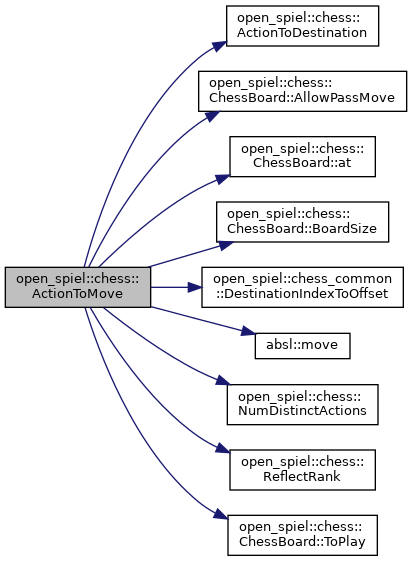 open_spiel::chess::
ActionToMove
open_spiel::chess::
ActionToDestination
open_spiel::chess::
ChessBoard::AllowPassMove
open_spiel::chess::
ChessBoard::at
open_spiel::chess::
ChessBoard::BoardSize
open_spiel::chess_common
::DestinationIndexToOffset
absl::move
open_spiel::chess::
NumDistinctActions
open_spiel::chess::
ReflectRank
open_spiel::chess::
ChessBoard::ToPlay